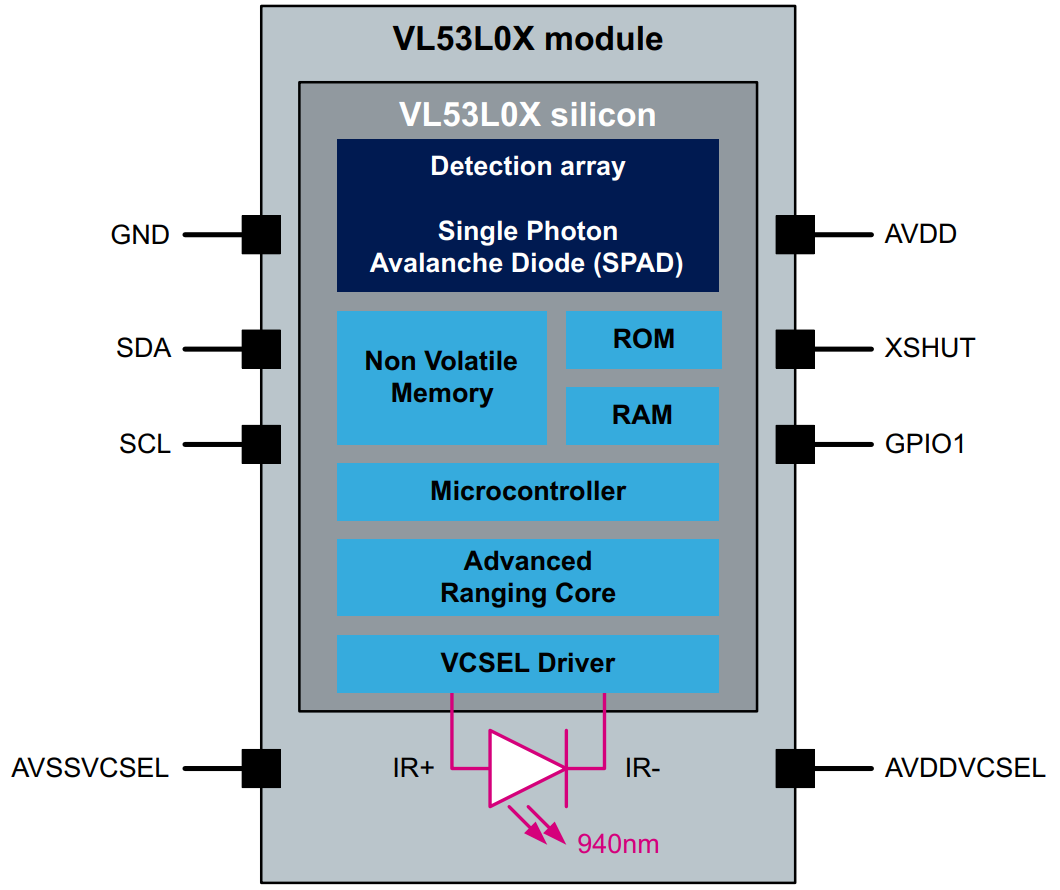 VL53L0X module
VL53L0X silicon
Detection array
Single Photon
Avalanche Diode (SPAD)
GND
AVDD
SDA
XSHUT
Non Volatile
Memory
ROM
RAM
SCL
GPIO1
Microcontroller
Advanced
Ranging Core
VCSEL Driver
AVSSVCSEL
IR+
IR-
AVDDVCSEL
940nm